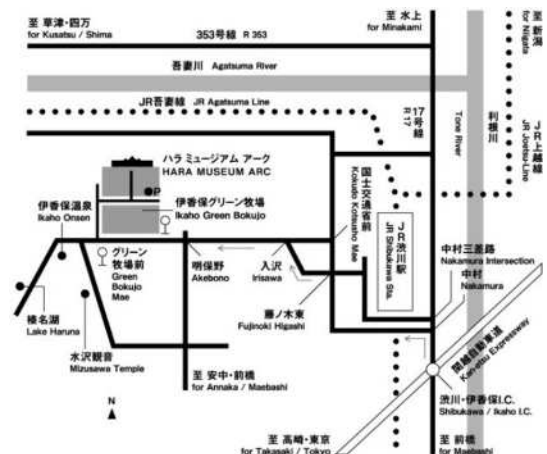 至 草津・四万
for Kusatsu / Shima
353号線 R 353
至 水上
for Minakami
至 新潟
for Niigata
吾妻川 Agatsuma River
JR吾妻線 JR Agatsuma Line
17号線
R 17
Tone River
利根川
JR上越線
JR Joetsu-Line
ハラ ミュージアム アーク
HARA MUSEUM ARC
P
伊香保温泉
Ikaho Onsen
伊香保グリーン牧場
Ikaho Green Bokujo
国土交通省前
Kokudo Kotsusho Mae
JR渋川駅
JR Shibukawa Sta.
グリーン
牧場前
Green
Bokujo
Mae
明保野
Akebono
入沢
Irisawa
中村三差路
Nakamura Intersection
中村
Nakamura
榛名湖
Lake Haruna
藤ノ木東
Fujinoki Higashi
水沢観音
Mizusawa Temple
関越自動車道
Kan-etsu Expressway
至 安中・前橋
for Annaka / Maebashi
渋川・伊香保I.C.
Shibukawa / Ikaho I.C.
N
至 高崎・東京
for Takasaki / Tokyo
至 前橋
for Maebashi